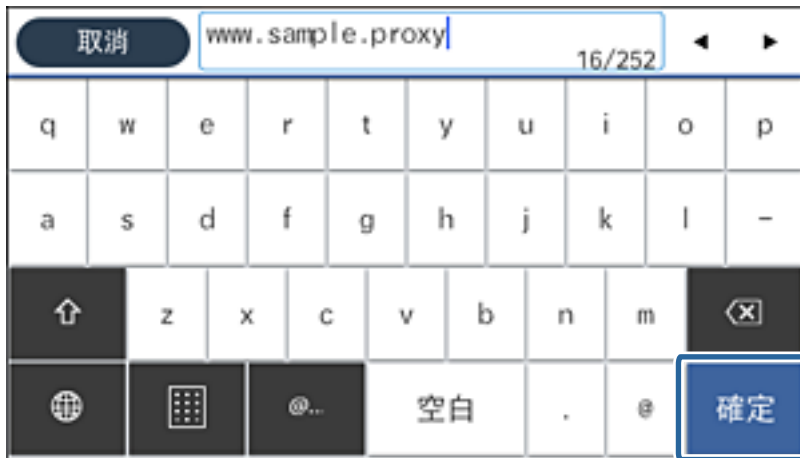 取消 www.sample.proxy 16/252
q w e r t y u i o p
a s d f g h j k l -
z x c v b n m
@... 空白 . @ 確定